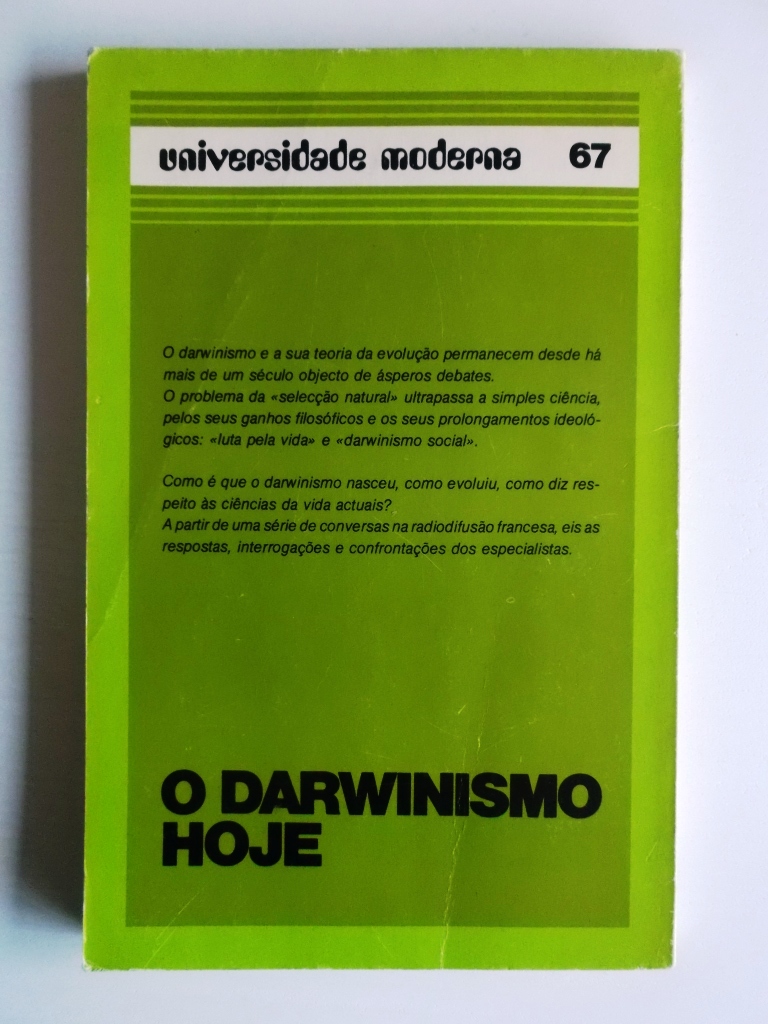 universidade moderna 67
O darwinismo e a sua teoria da evolução permanecem desde há
mais de um século objecto de ásperos debates.
O problema da «selecção natural» ultrapassa a simples ciência,
pelos seus ganhos filosóficos e os seus prolongamentos ideoló-
gicos: «luta pela vida» e «darwinismo social».
Como é que o darwinismo nasceu, como evoluiu, como diz res-
peito às ciências da vida actuais?
A partir de uma série de conversas na radiodifusão francesa, eis as
respostas, interrogações e confrontações dos especialistas.
O DARWINISMO
HOJE